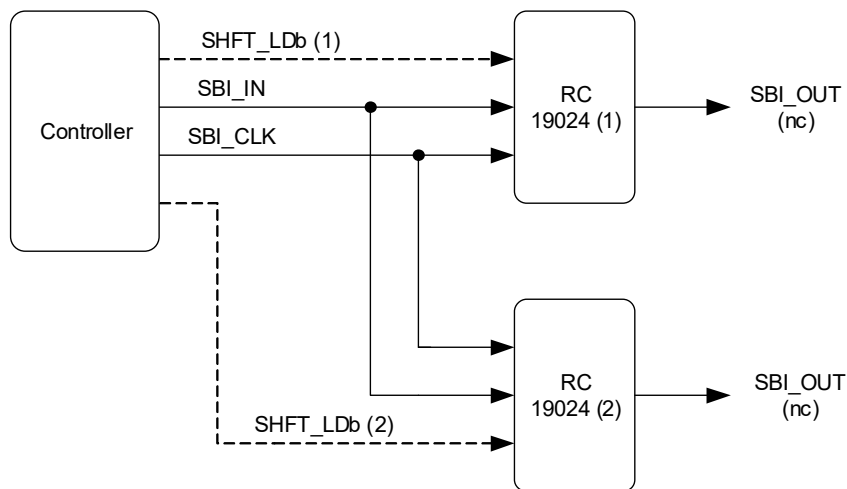 SHFT_LDb (1)
SBI_IN
SBI_CLK
Controller
RC
19024 (1)
SBI_OUT
(nc)
RC
19024 (2)
SBI_OUT
(nc)
SHFT_LDb (2)